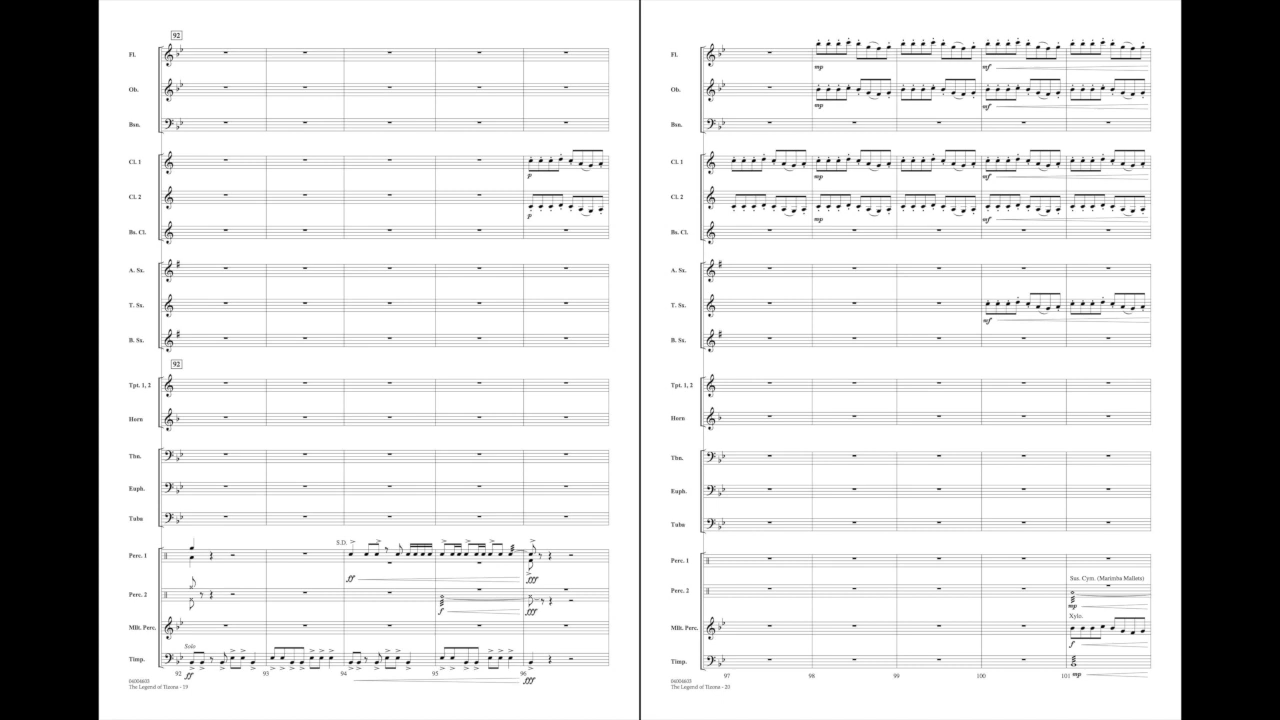 92
Fl.
Ob.
Bsn.
Cl. 1
p
Cl. 2
p
Bs. Cl.
A. Sx.
T. Sx.
B. Sx.
92
Tpt. 1, 2
Horn
Tbn.
Euph.
Tuba
S.D.
Perc. 1
ff fff
Perc. 2
f fff
Mlt. Perc.
Solo
Timp.
ff fff
92 93 94 95 96
04004603
The Legend of Tizona - 19
Fl.
mp mf
Ob.
mp mf
Bsn.
Cl. 1
mp mf
Cl. 2
mp mf
Bs. Cl.
A. Sx.
T. Sx.
mf
B. Sx.
Tpt. 1, 2
Horn
Tbn.
Euph.
Tuba
Perc. 1
Sus. Cym. (Marimba Mallets)
Perc. 2
mp
Xylo.
Mlt. Perc.
f
Timp.
mp
97 98 99 100 101
04004603
The Legend of Tizona - 20